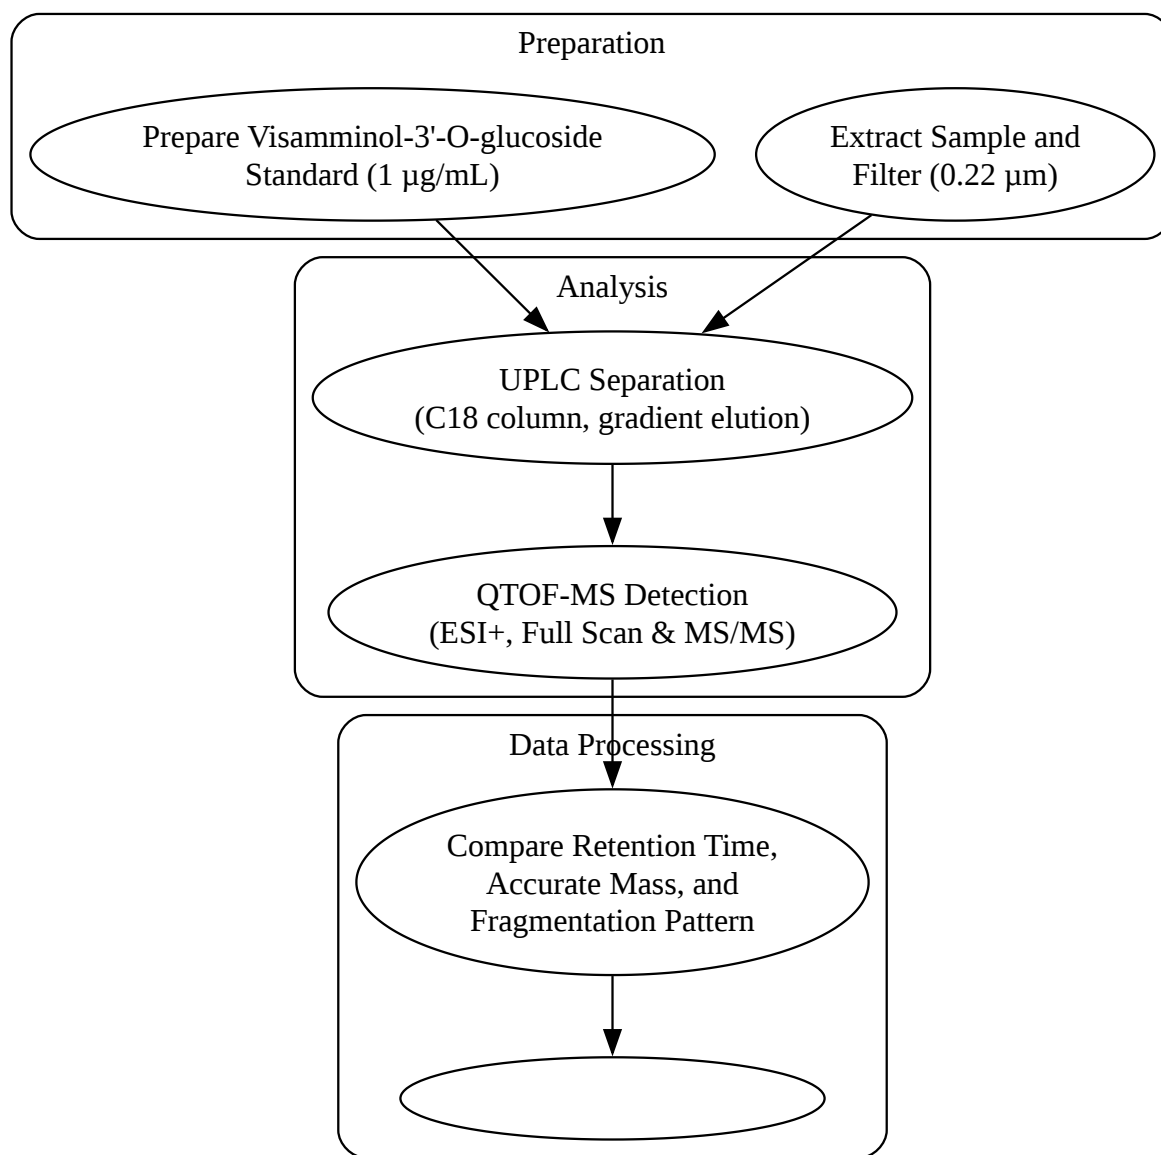 Preparation
Prepare Visamminol-3'-O-glucoside
Standard (1 µg/mL)
Extract Sample and
Filter (0.22 µm)
Analysis
UPLC Separation
(C18 column, gradient elution)
QTOF-MS Detection
(ESI+, Full Scan & MS/MS)
Data Processing
Compare Retention Time,
Accurate Mass, and
Fragmentation Pattern